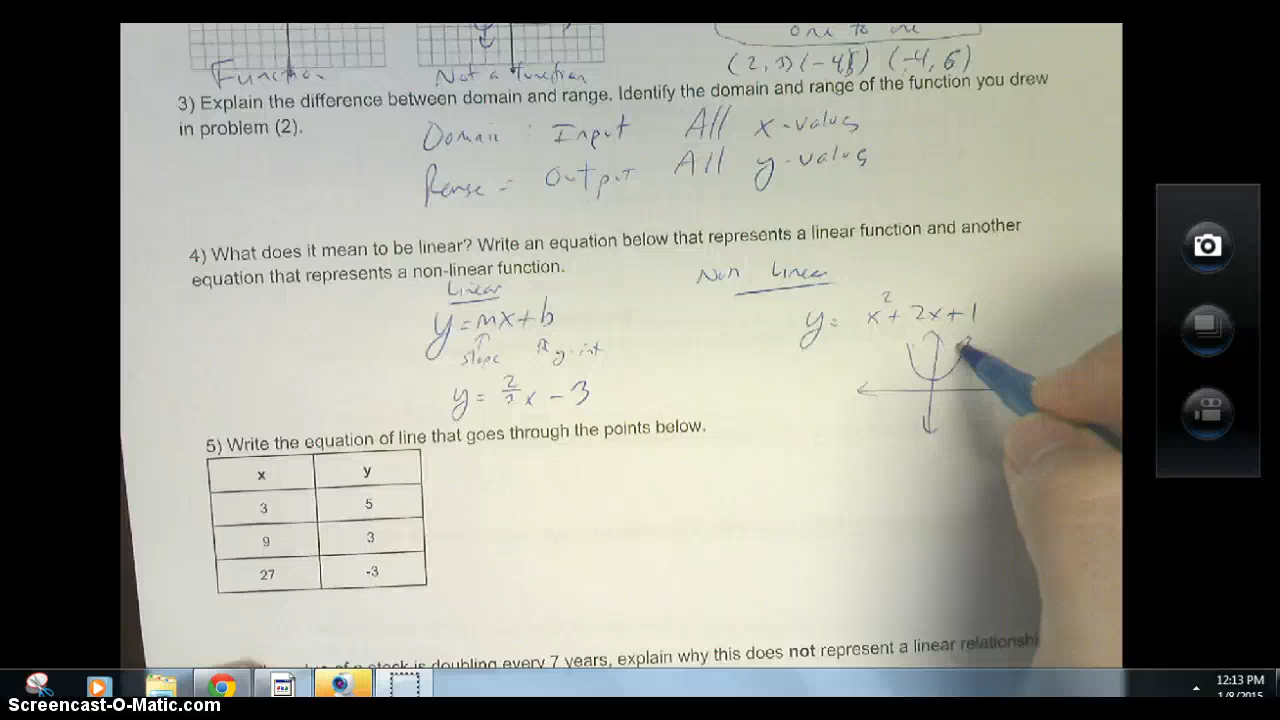 one to one
Function
Not a function
(2,3) (-4,5) (-4,6)
3) Explain the difference between domain and range. Identify the domain and range of the function you drew
in problem (2).
Domain : Input All x-values
Range = Output All y-values
4) What does it mean to be linear? Write an equation below that represents a linear function and another
equation that represents a non-linear function.
Linear
y = mx + b
slope y-int
y = x - 3
Non Linear
y = x² + 2x + 1
5) Write the equation of line that goes through the points below.
x y
3 5
9 3
27 -3
of a stock is doubling every 7 years, explain why this does not represent a linear
12:13 PM
1/8/2015
Screencast-O-Matic.com